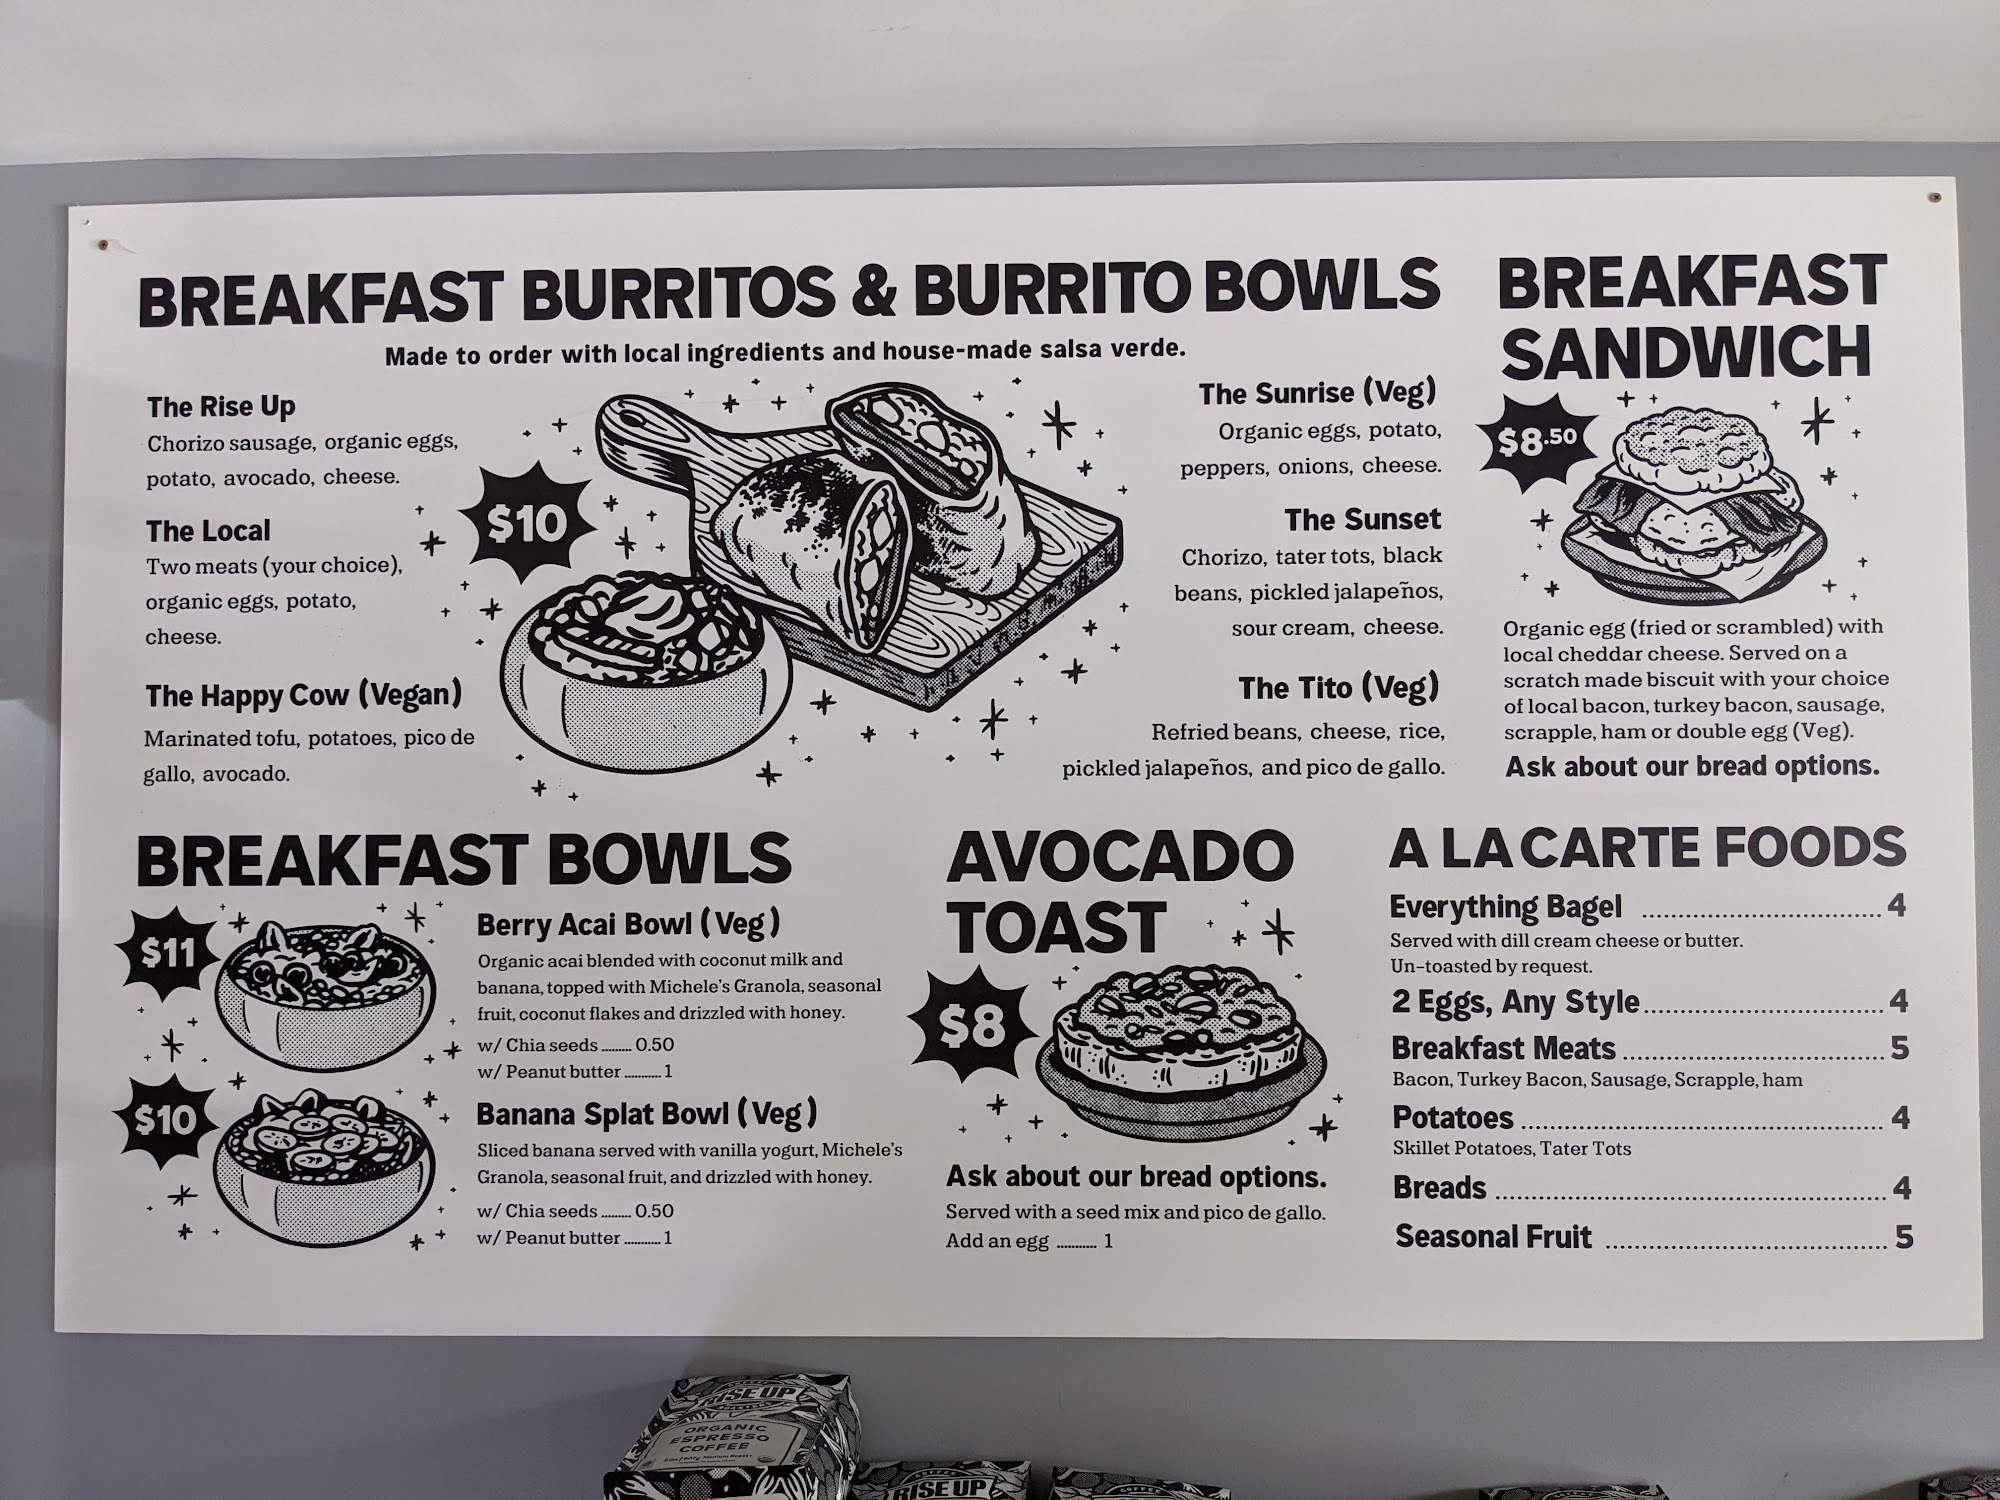 BREAKFAST BURRITOS & BURRITO BOWLS
Made to order with local ingredients and house-made salsa verde.
The Rise Up
Chorizo sausage, organic eggs,
potato, avocado, cheese.
The Local
Two meats (your choice),
organic eggs, potato,
cheese.
The Happy Cow (Vegan)
Marinated tofu, potatoes, pico de
gallo, avocado.
$10
The Sunrise (Veg)
Organic eggs, potato,
peppers, onions, cheese.
The Sunset
Chorizo, tater tots, black
beans, pickled jalapeños,
sour cream, cheese.
The Tito (Veg)
Refried beans, cheese, rice,
pickled jalapeños, and pico de gallo.
BREAKFAST
SANDWICH
$8.50
Organic egg (fried or scrambled) with
local cheddar cheese. Served on a
scratch made biscuit with your choice
of local bacon, turkey bacon, sausage,
scrapple, ham or double egg (Veg).
Ask about our bread options.
BREAKFAST BOWLS
$11
Berry Acai Bowl (Veg)
Organic acai blended with coconut milk and
banana, topped with Michele's Granola, seasonal
fruit, coconut flakes and drizzled with honey.
w/ Chia seeds ......... 0.50
w/ Peanut butter ........... 1
$10
Banana Splat Bowl (Veg)
Sliced banana served with vanilla yogurt, Michele's
Granola, seasonal fruit, and drizzled with honey.
w/ Chia seeds ......... 0.50
w/ Peanut butter ........... 1
AVOCADO
TOAST
$8
Ask about our bread options.
Served with a seed mix and pico de gallo.
Add an egg ........... 1
A LA CARTE FOODS
Everything Bagel ........... 4
Served with dill cream cheese or butter.
Un-toasted by request.
2 Eggs, Any Style ........... 4
Breakfast Meats ........... 5
Bacon, Turkey Bacon, Sausage, Scrapple, ham
Potatoes ........... 4
Skillet Potatoes, Tater Tots
Breads ........... 4
Seasonal Fruit ........... 5
RISE UP
ORGANIC
ESPRESSO
COFFEE
COFFEE
RISE UP
COFFEE